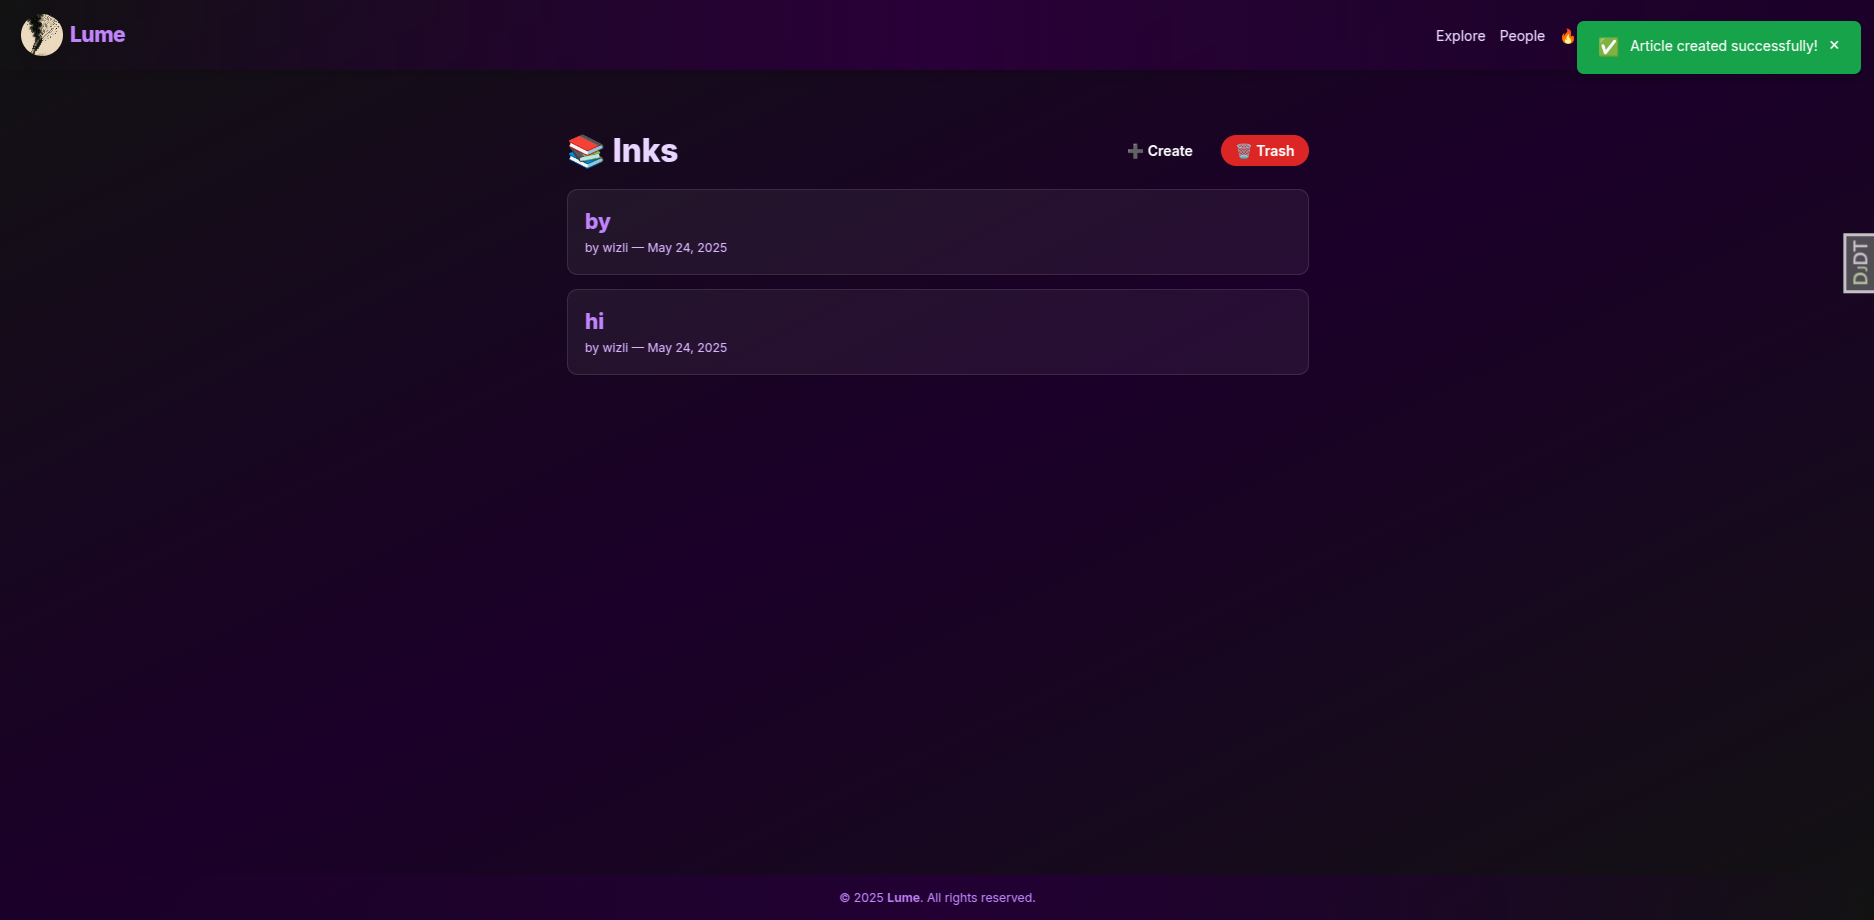 Lume
Explore People 🔥
✅ Article created successfully! ×
📚 Inks
➕ Create
🗑️ Trash
by
by wizli — May 24, 2025
hi
by wizli — May 24, 2025
DJDT
© 2025 Lume. All rights reserved.